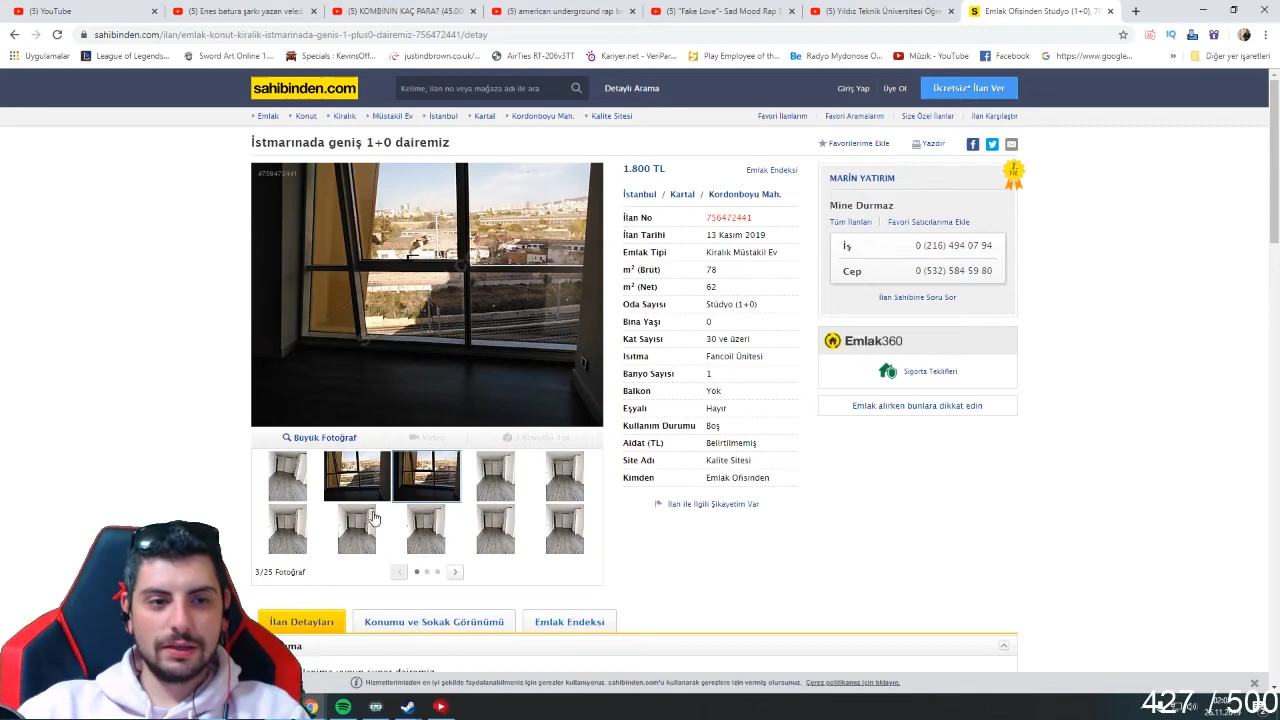 YouTube
(Enes batura şarkı yazan veled
KOMBİNİN KAÇ PARA? (45.00
american underground rap be
"Fake Love"- Sad Mood Rap B
Yıldız Teknik Üniversitesi Öğre
Emlak Ofisinden Stüdyo (1+0), 78
sahibinden.com/ilan/emlak-konut-kiralik-istmarinada-genis-1-plus0-dairemiz-756472441/detay
Uygulamalar
League of Legends...
Sword Art Online 1...
Specials : KinvsOff...
justindbrown.co.uk/...
AirTies RT-206v3TT
Kariyer.net - VeriPar...
Play Employee of th...
Radyo Mydonose B...
Müzik - YouTube
Facebook
https://www.google...
»
Diğer yer işaretleri
sahibinden.com
Kelime, ilan no veya mağaza adı ile ara
Detaylı Arama
Giriş Yap
Üye Ol
Ücretsiz* İlan Ver
Emlak
Konut
Kiralık
Müstakil Ev
İstanbul
Kartal
Kordonboyu Mah.
Kalite Sitesi
Favori İlanlarım
Favori Aramalarım
Size Özel İlanlar
İlan Karşılaştır
İstmarinada geniş 1+0 dairemiz
Favorilerime Ekle
Yazdır
#756472441
1.800 TL
Emlak Endeksi
İstanbul / Kartal / Kordonboyu Mah.
İlan No 756472441
İlan Tarihi 13 Kasım 2019
Emlak Tipi Kiralık Müstakil Ev
m² (Brüt) 78
m² (Net) 62
Oda Sayısı Stüdyo (1+0)
Bina Yaşı 0
Kat Sayısı 30 ve üzeri
Isıtma Fancoil Ünitesi
Banyo Sayısı 1
Balkon Yok
Eşyalı Hayır
Kullanım Durumu Boş
Aidat (TL) Belirtilmemiş
Site Adı Kalite Sitesi
Kimden Emlak Ofisinden
İlan ile İlgili Şikayetim Var
MARİN YATIRIM
1.
YIL
Mine Durmaz
Tüm İlanları
Favori Satıcılarıma Ekle
İş 0 (216) 494 07 94
Cep 0 (532) 584 59 80
İlan Sahibine Soru Sor
Emlak360
Sigorta Teklifleri
Emlak alırken bunlara dikkat edin
Büyük Fotoğraf
Video
3 Boyutlu Tur
3/25 Fotoğraf
İlan Detayları
Konumu ve Sokak Görünümü
Emlak Endeksi
Hizmetlerimizden en iyi şekilde faydalanabilmeniz için çerezler kullanıyoruz. sahibinden.com'u kullanarak çerezlere izin vermiş olursunuz. Çerez politikamız için tıklayın.
427 / 500